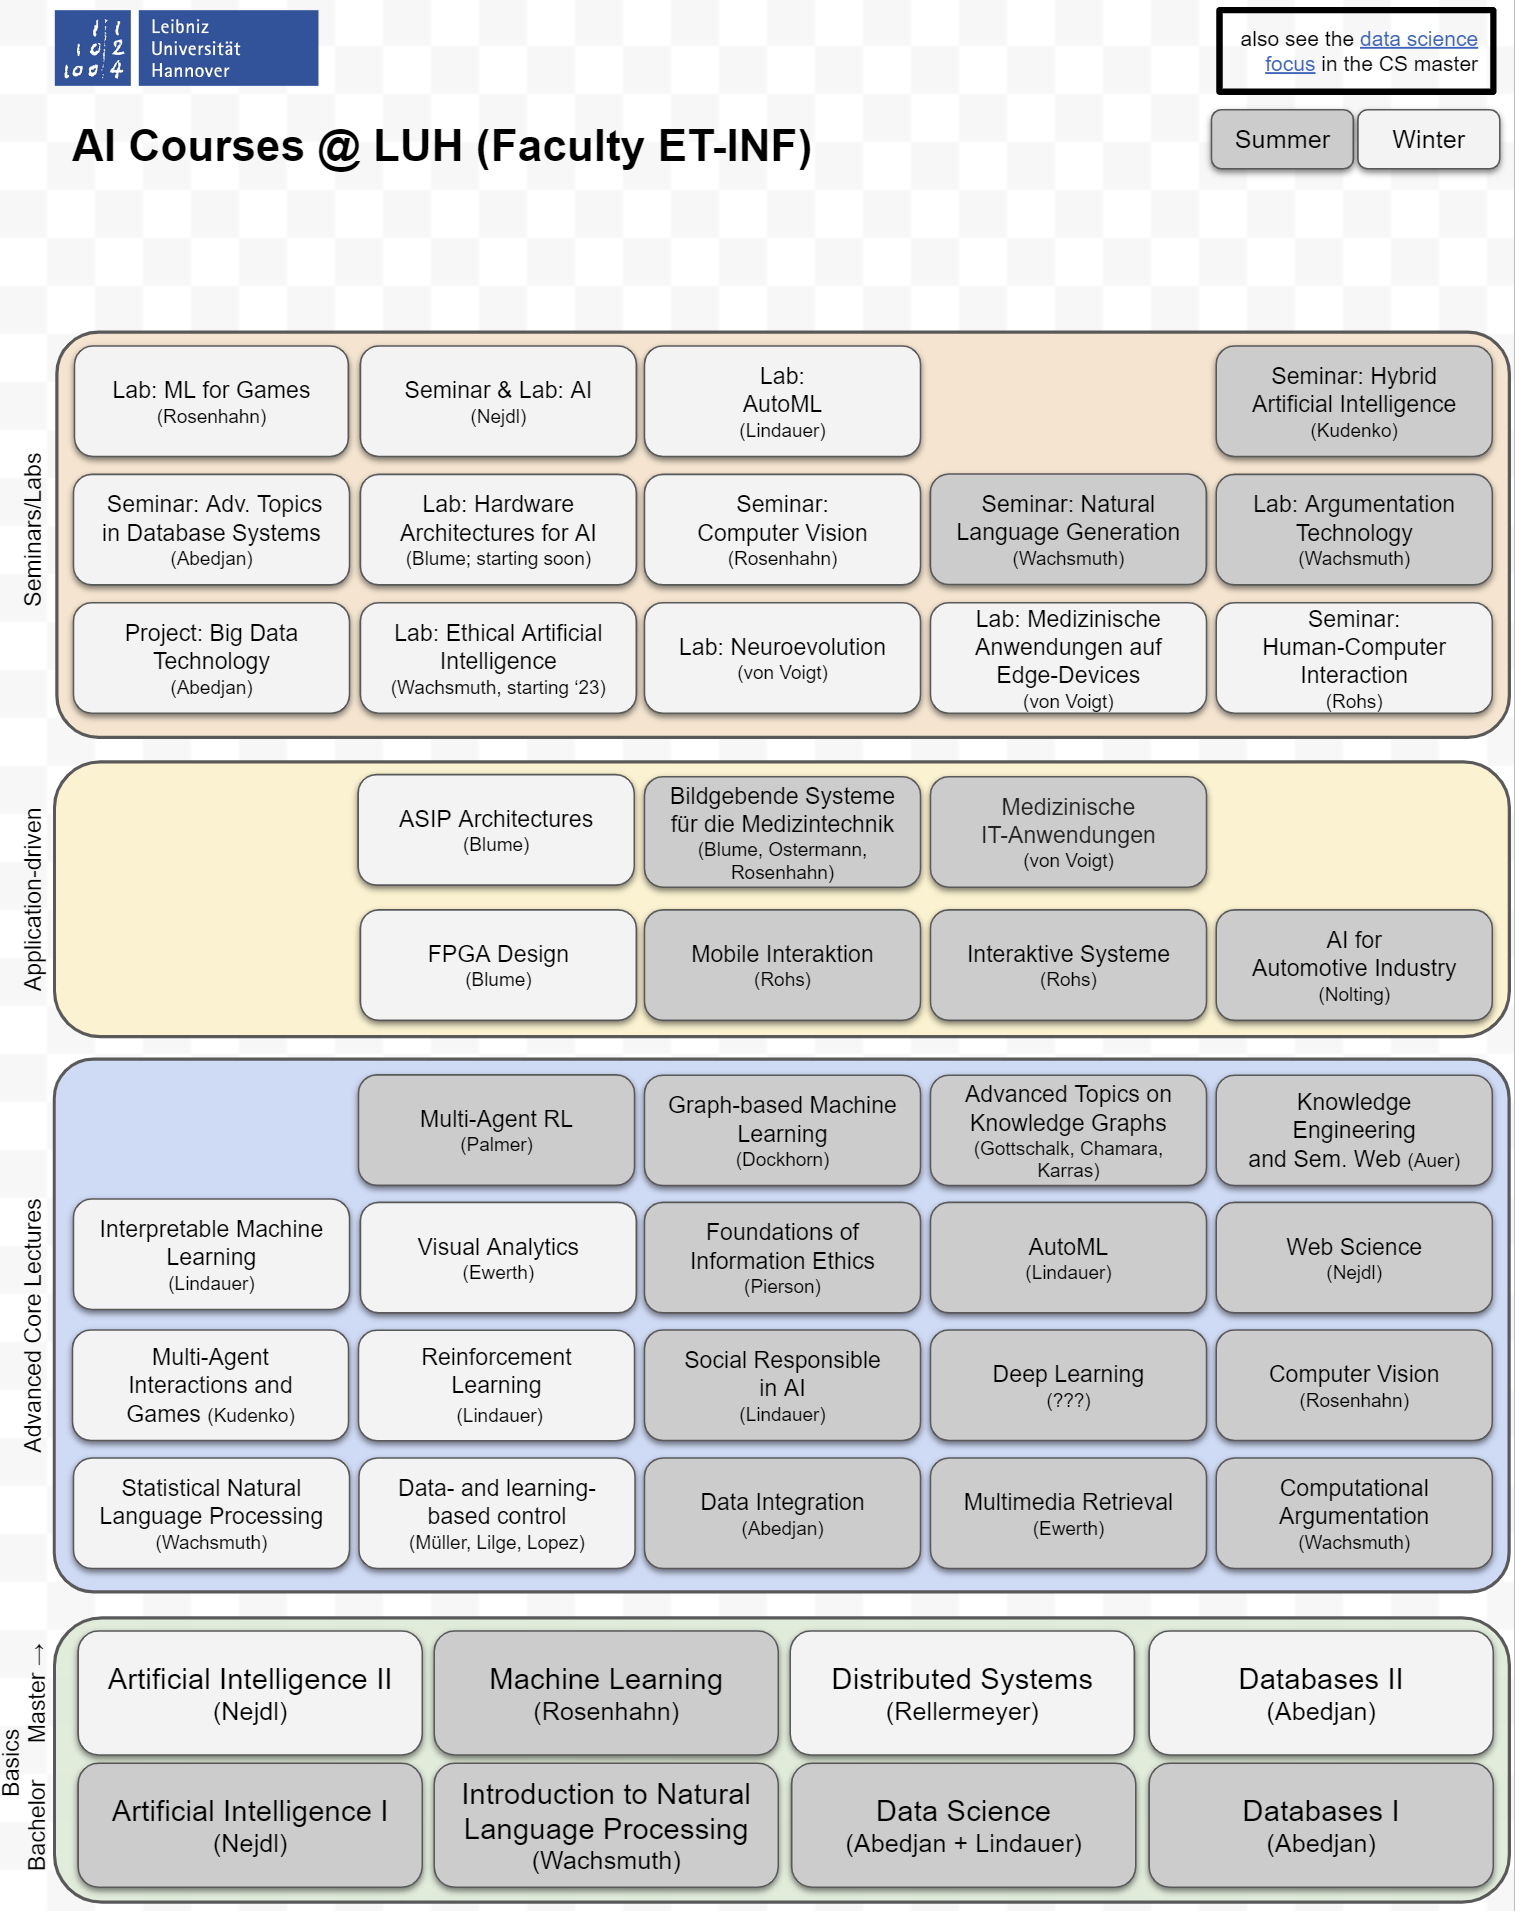 1 1
1 0 2
1 0 0 4
Leibniz
Universität
Hannover
also see the data science
focus in the CS master
AI Courses @ LUH (Faculty ET-INF)
Summer
Winter
Seminars/Labs
Lab: ML for Games
(Rosenhahn)
Seminar & Lab: AI
(Nejdl)
Lab:
AutoML
(Lindauer)
Seminar: Hybrid
Artificial Intelligence
(Kudenko)
Seminar: Adv. Topics
in Database Systems
(Abedjan)
Lab: Hardware
Architectures for AI
(Blume; starting soon)
Seminar:
Computer Vision
(Rosenhahn)
Seminar: Natural
Language Generation
(Wachsmuth)
Lab: Argumentation
Technology
(Wachsmuth)
Project: Big Data
Technology
(Abedjan)
Lab: Ethical Artificial
Intelligence
(Wachsmuth, starting ‘23)
Lab: Neuroevolution
(von Voigt)
Lab: Medizinische
Anwendungen auf
Edge-Devices
(von Voigt)
Seminar:
Human-Computer
Interaction
(Rohs)
Application-driven
ASIP Architectures
(Blume)
Bildgebende Systeme
für die Medizintechnik
(Blume, Ostermann,
Rosenhahn)
Medizinische
IT-Anwendungen
(von Voigt)
FPGA Design
(Blume)
Mobile Interaktion
(Rohs)
Interaktive Systeme
(Rohs)
AI for
Automotive Industry
(Nolting)
Advanced Core Lectures
Multi-Agent RL
(Palmer)
Graph-based Machine
Learning
(Dockhorn)
Advanced Topics on
Knowledge Graphs
(Gottschalk, Chamara,
Karras)
Knowledge
Engineering
and Sem. Web (Auer)
Interpretable Machine
Learning
(Lindauer)
Visual Analytics
(Ewerth)
Foundations of
Information Ethics
(Pierson)
AutoML
(Lindauer)
Web Science
(Nejdl)
Multi-Agent
Interactions and
Games (Kudenko)
Reinforcement
Learning
(Lindauer)
Social Responsible
in AI
(Lindauer)
Deep Learning
(???)
Computer Vision
(Rosenhahn)
Statistical Natural
Language Processing
(Wachsmuth)
Data- and learning-
based control
(Müller, Lilge, Lopez)
Data Integration
(Abedjan)
Multimedia Retrieval
(Ewerth)
Computational
Argumentation
(Wachsmuth)
Basics
Master →
Artificial Intelligence II
(Nejdl)
Machine Learning
(Rosenhahn)
Distributed Systems
(Rellermeyer)
Databases II
(Abedjan)
Bachelor
Artificial Intelligence I
(Nejdl)
Introduction to Natural
Language Processing
(Wachsmuth)
Data Science
(Abedjan + Lindauer)
Databases I
(Abedjan)